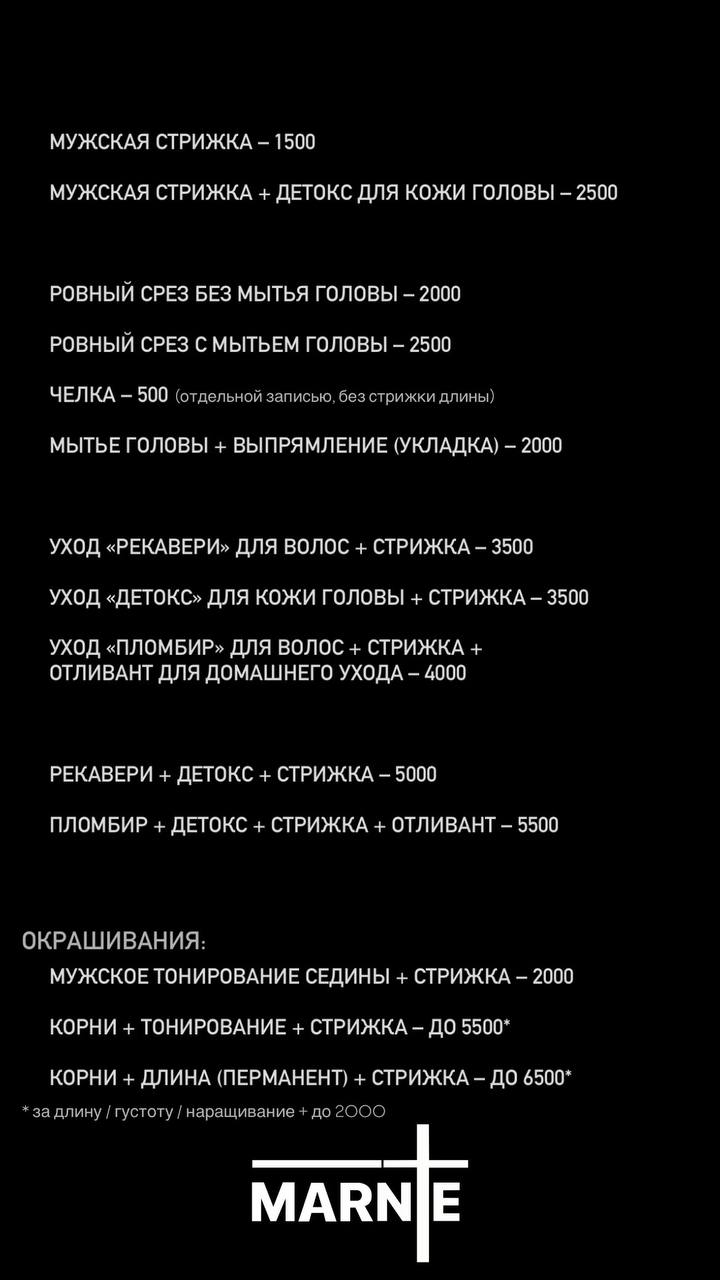 МУЖСКАЯ СТРИЖКА – 1500
МУЖСКАЯ СТРИЖКА + ДЕТОКС ДЛЯ КОЖИ ГОЛОВЫ – 2500
РОВНЫЙ СРЕЗ БЕЗ МЫТЬЯ ГОЛОВЫ – 2000
РОВНЫЙ СРЕЗ С МЫТЬЕМ ГОЛОВЫ – 2500
ЧЕЛКА – 500 (отдельной записью, без стрижки длины)
МЫТЬЕ ГОЛОВЫ + ВЫПРЯМЛЕНИЕ (УКЛАДКА) – 2000
УХОД «РЕКАВЕРИ» ДЛЯ ВОЛОС + СТРИЖКА – 3500
УХОД «ДЕТОКС» ДЛЯ КОЖИ ГОЛОВЫ + СТРИЖКА – 3500
УХОД «ПЛОМБИР» ДЛЯ ВОЛОС + СТРИЖКА +
ОТЛИВАНТ ДЛЯ ДОМАШНЕГО УХОДА – 4000
РЕКАВЕРИ + ДЕТОКС + СТРИЖКА – 5000
ПЛОМБИР + ДЕТОКС + СТРИЖКА + ОТЛИВАНТ – 5500
ОКРАШИВАНИЯ:
МУЖСКОЕ ТОНИРОВАНИЕ СЕДИНЫ + СТРИЖКА – 2000
КОРНИ + ТОНИРОВАНИЕ + СТРИЖКА – ДО 5500*
КОРНИ + ДЛИНА (ПЕРМАНЕНТ) + СТРИЖКА – ДО 6500*
* за длину / густоту / наращивание + до 2000
MARNIE